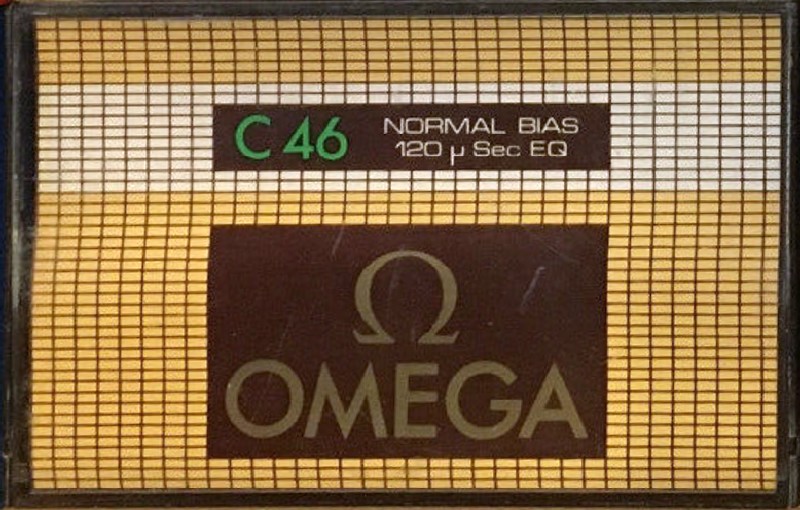 C 46
NORMAL BIAS
120 µ Sec EQ
Ω
OMEGA